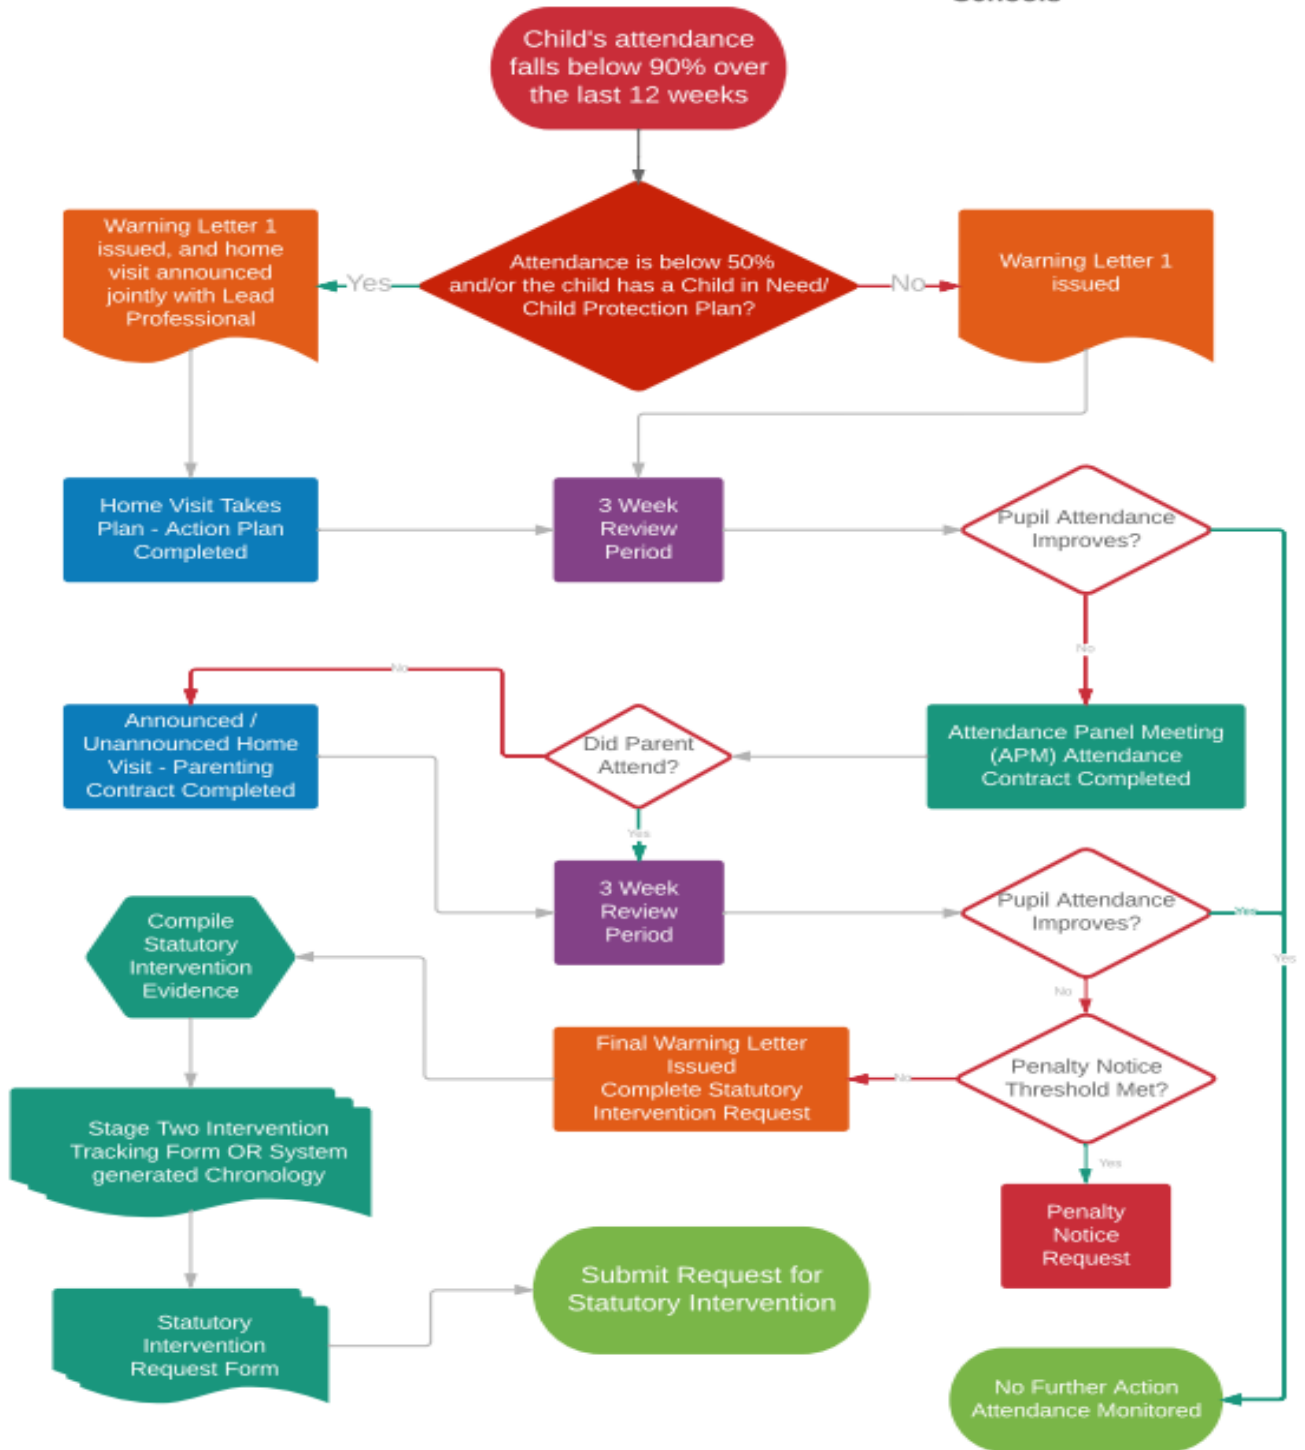 Child's attendance
falls below 90% over
the last 12 weeks
Warning Letter 1
issued, and home
visit announced
jointly with Lead
Professional
Yes
Attendance is below 50%
and/or the child has a Child in Need/
Child Protection Plan?
No
Warning Letter 1
issued
Home Visit Takes
Plan - Action Plan
Completed
3 Week
Review
Period
Pupil Attendance
Improves?
No
No
Announced /
Unannounced Home
Visit - Parenting
Contract Completed
Did Parent
Attend?
Attendance Panel Meeting
(APM) Attendance
Contract Completed
Yes
3 Week
Review
Period
Pupil Attendance
Improves?
Yes
Yes
No
Compile
Statutory
Intervention
Evidence
Final Warning Letter
Issued
Complete Statutory
Intervention Request
No
Penalty Notice
Threshold Met?
Yes
Stage Two Intervention
Tracking Form OR System
generated Chronology
Penalty
Notice
Request
Statutory
Intervention
Request Form
Submit Request for
Statutory Intervention
No Further Action
Attendance Monitored